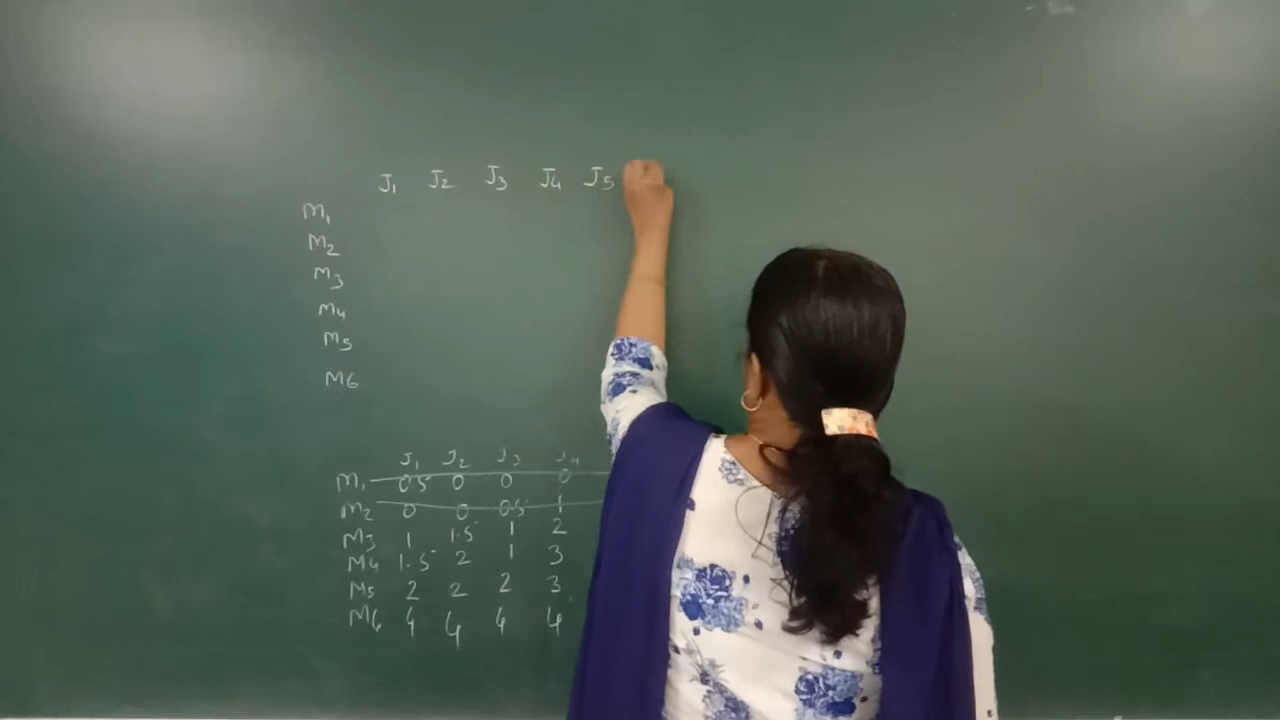 J1 J2 J3 J4 J5
M1
M2
M3
M4
M5
M6
J1 J2 J3 J4
M1 0.5 0 0 0
M2 0 0 0.5 1
M3 1 1.5 1 2
M4 1.5 2 1 3
M5 2 2 2 3
M6 4 4 4 4